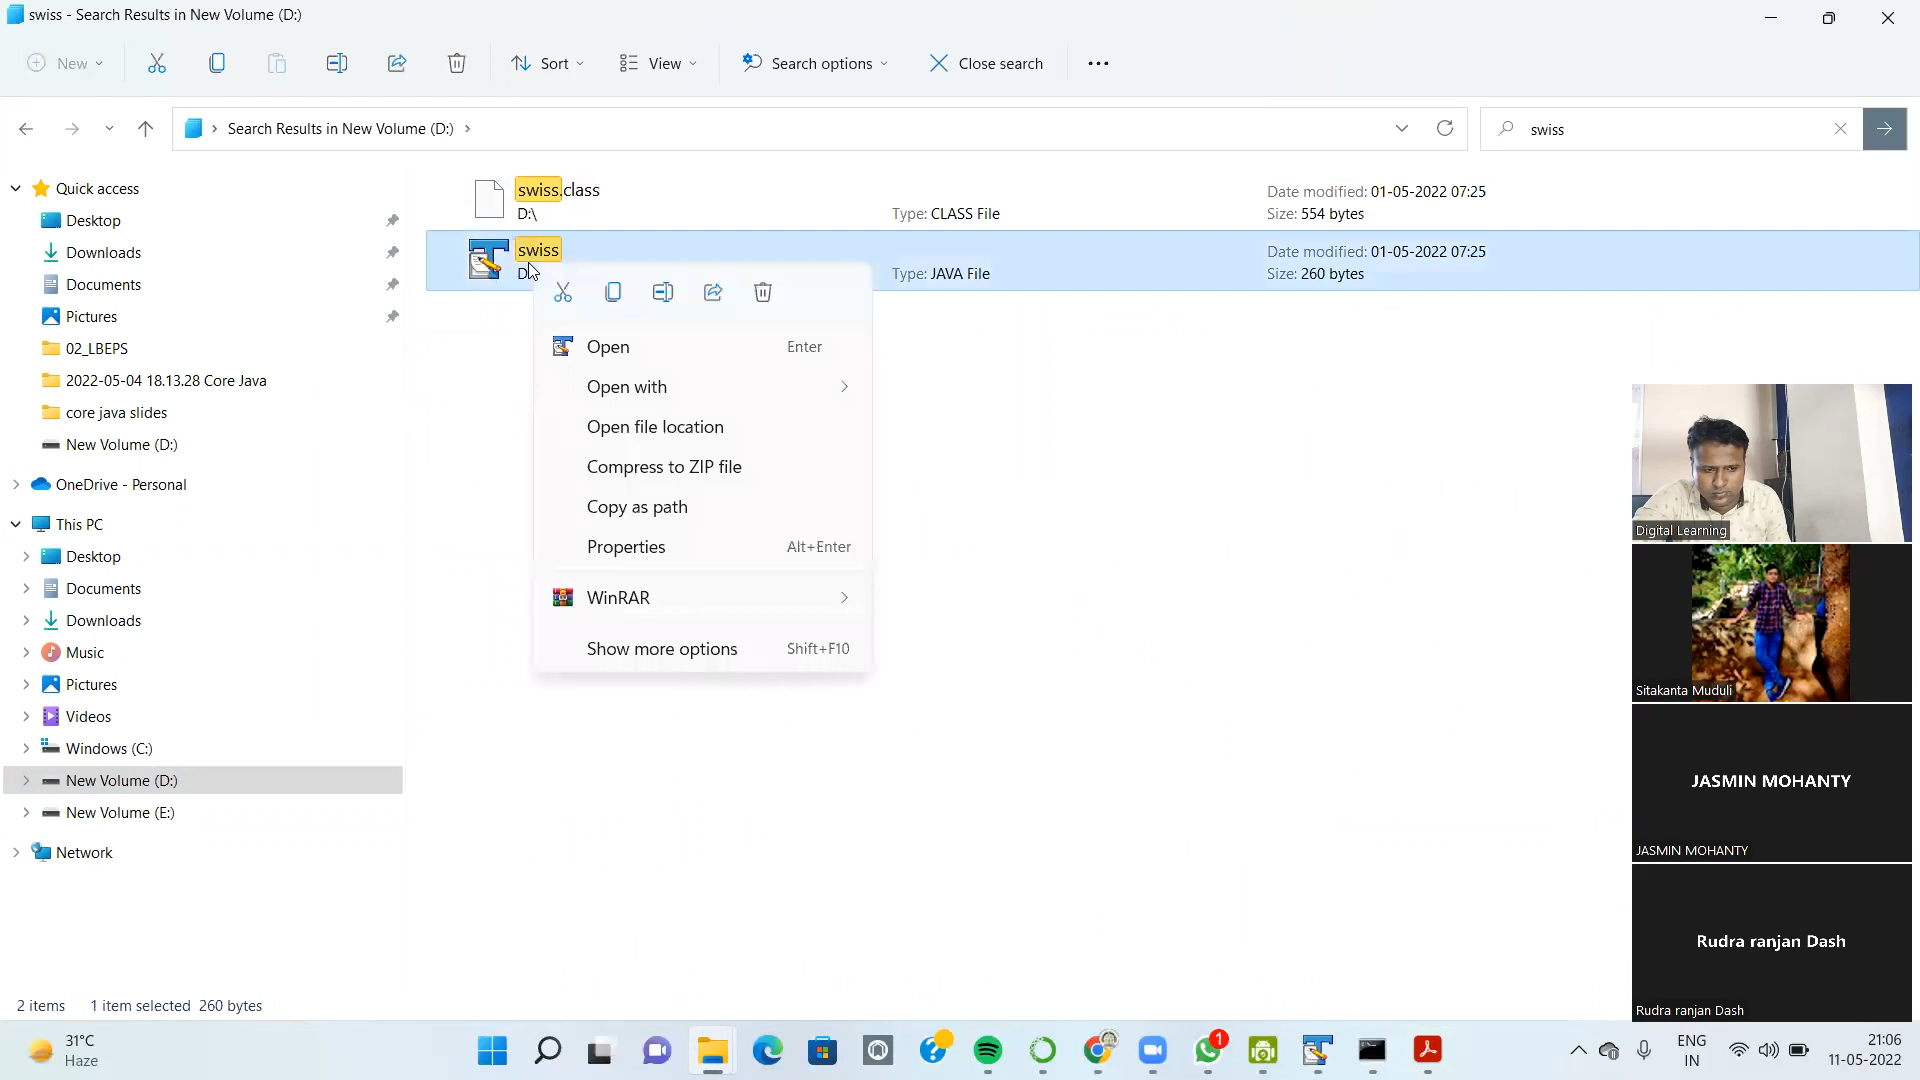 swiss - Search Results in New Volume (D:)
New
Sort
View
Search options
Close search
Search Results in New Volume (D:)
swiss
Quick access
Desktop
Downloads
Documents
Pictures
02_LBEPS
2022-05-04 18.13.28 Core Java
core java slides
New Volume (D:)
OneDrive - Personal
This PC
Desktop
Documents
Downloads
Music
Pictures
Videos
Windows (C:)
New Volume (D:)
New Volume (E:)
Network
swiss.class
D:\
Type: CLASS File
Date modified: 01-05-2022 07:25
Size: 554 bytes
swiss
Type: JAVA File
Date modified: 01-05-2022 07:25
Size: 260 bytes
Open Enter
Open with
Open file location
Compress to ZIP file
Copy as path
Properties Alt+Enter
WinRAR
Show more options Shift+F10
Digital Learning
Sitakanta Muduli
JASMIN MOHANTY
JASMIN MOHANTY
Rudra ranjan Dash
Rudra ranjan Dash
2 items 1 item selected 260 bytes
31°C
Haze
1
ENG
IN
21:06
11-05-2022